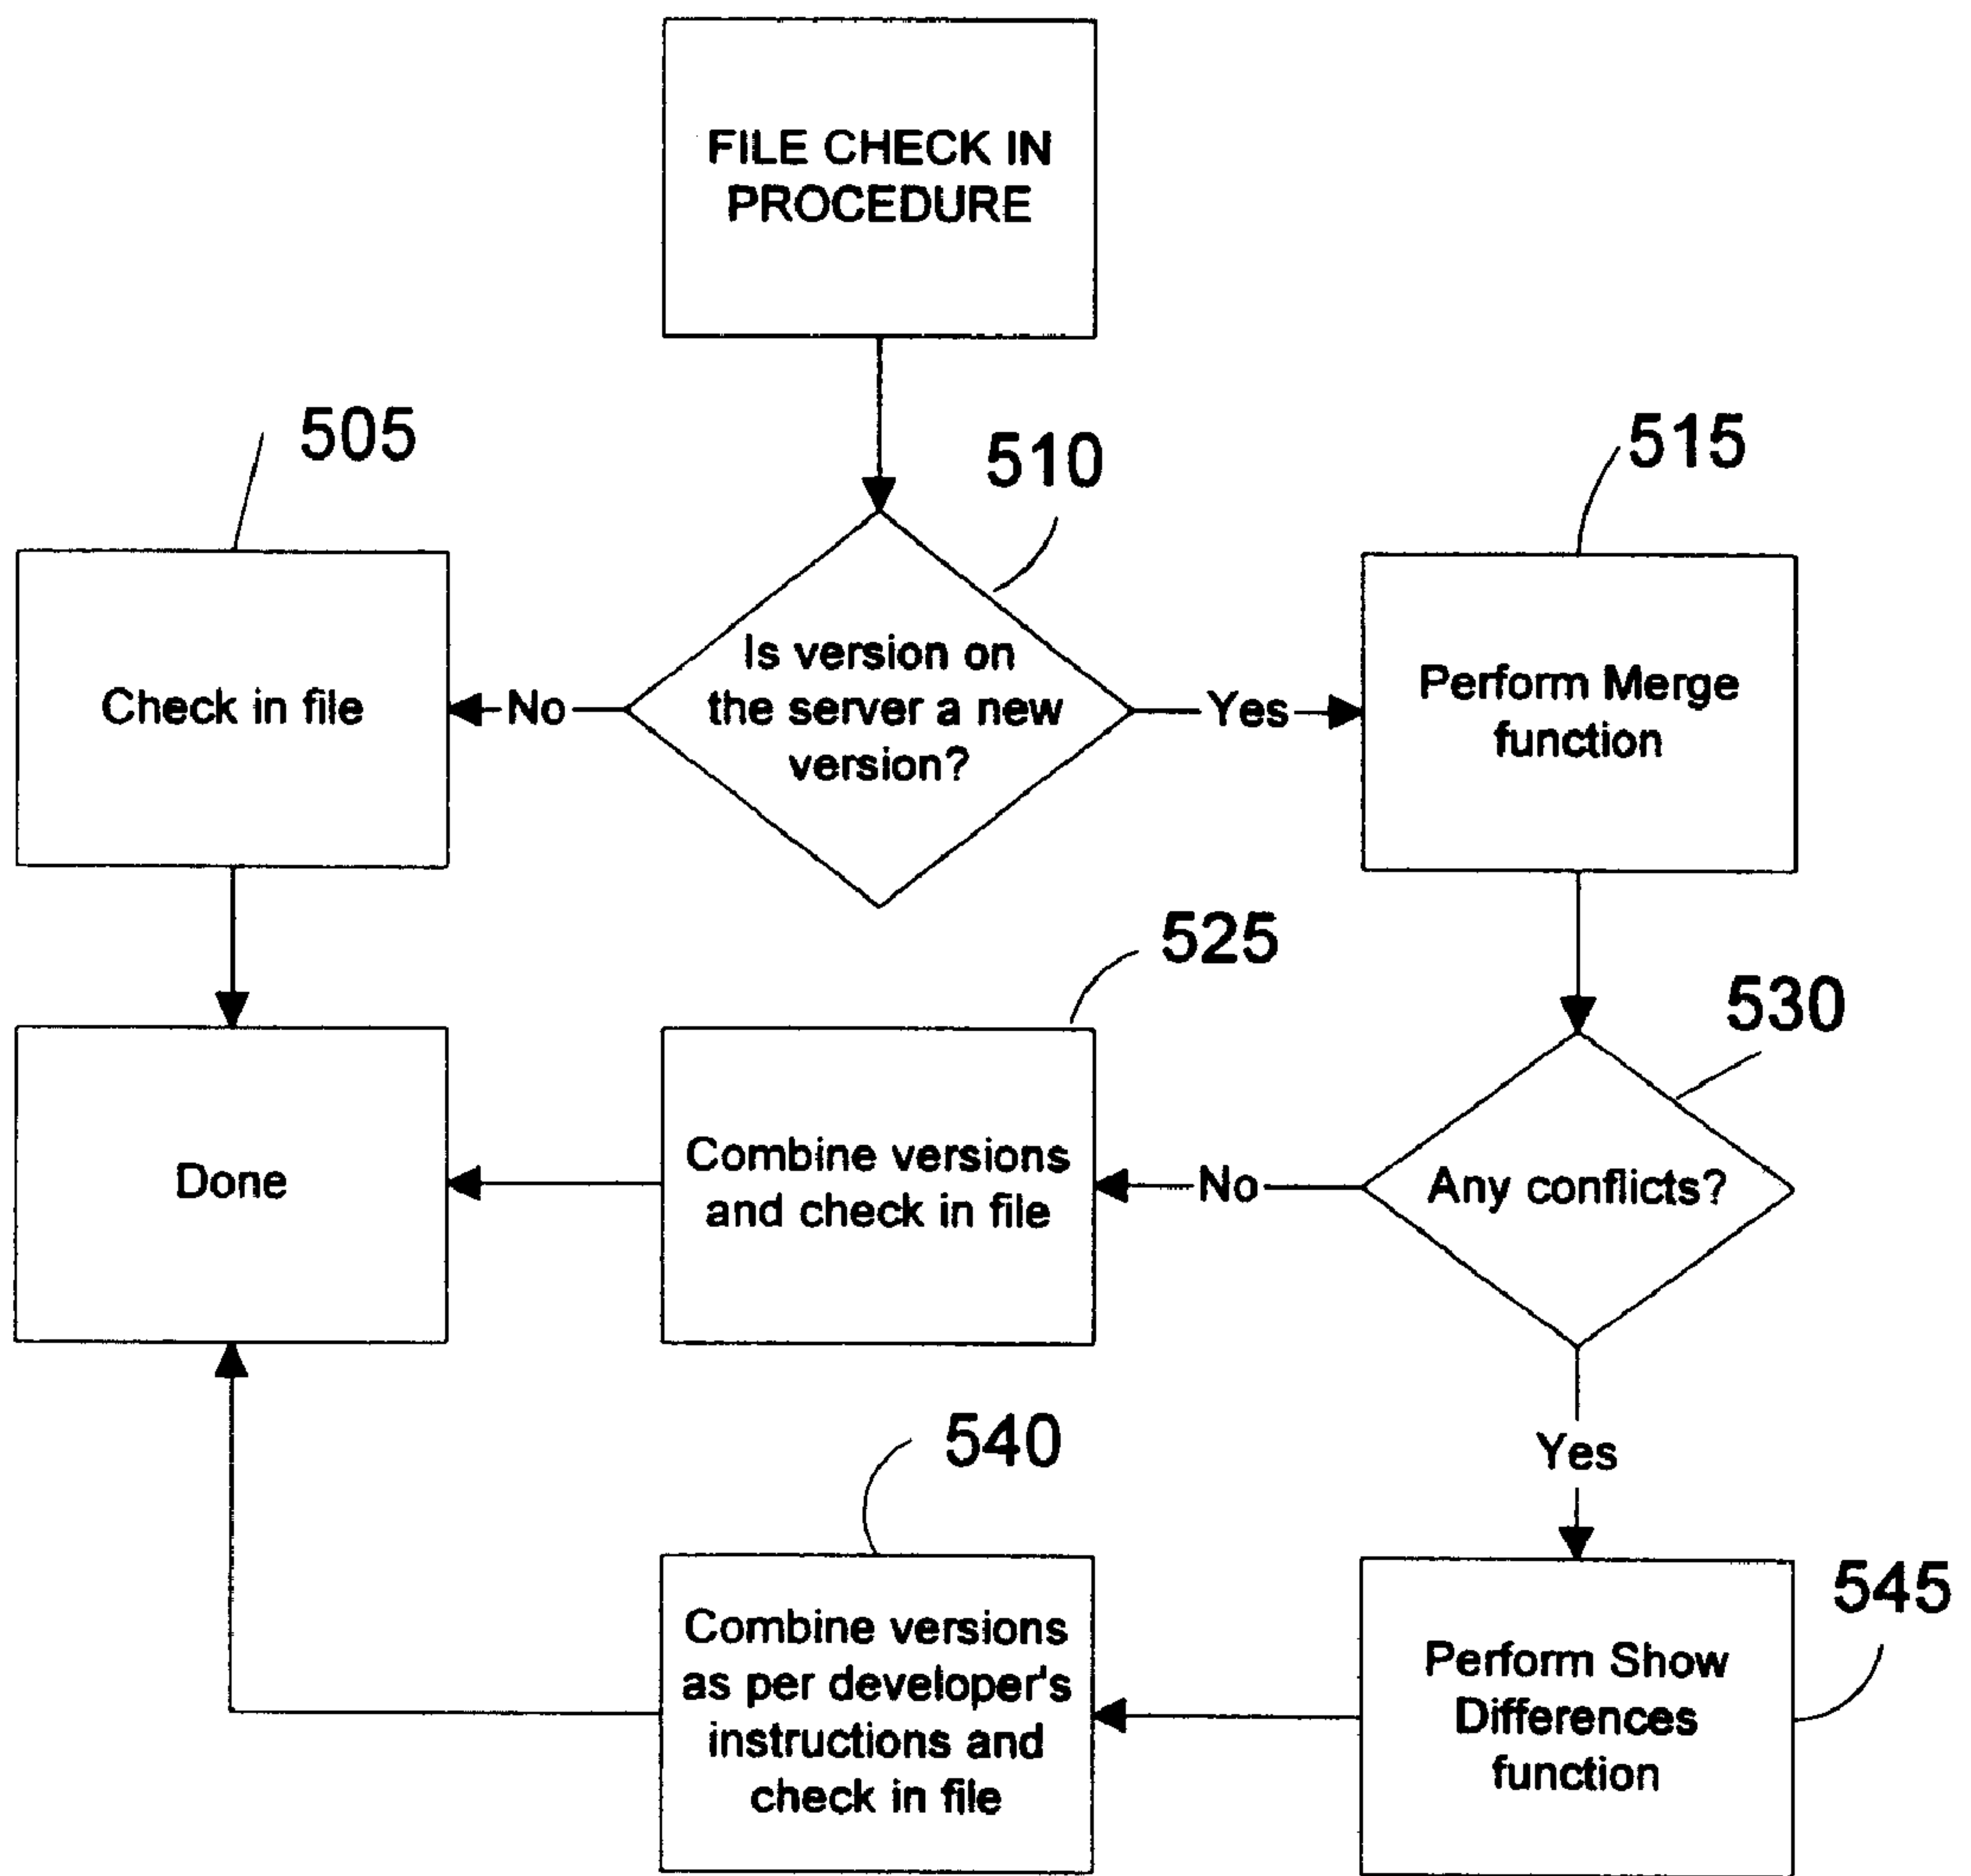 FILE CHECK IN
PROCEDURE
505
510
515
Check in file
No
Is version on
the server a new
version?
Yes
Perform Merge
function
525
530
Done
Combine versions
and check in file
No
Any conflicts?
Yes
540
545
Combine versions
as per developer's
instructions and
check in file
Perform Show
Differences
function